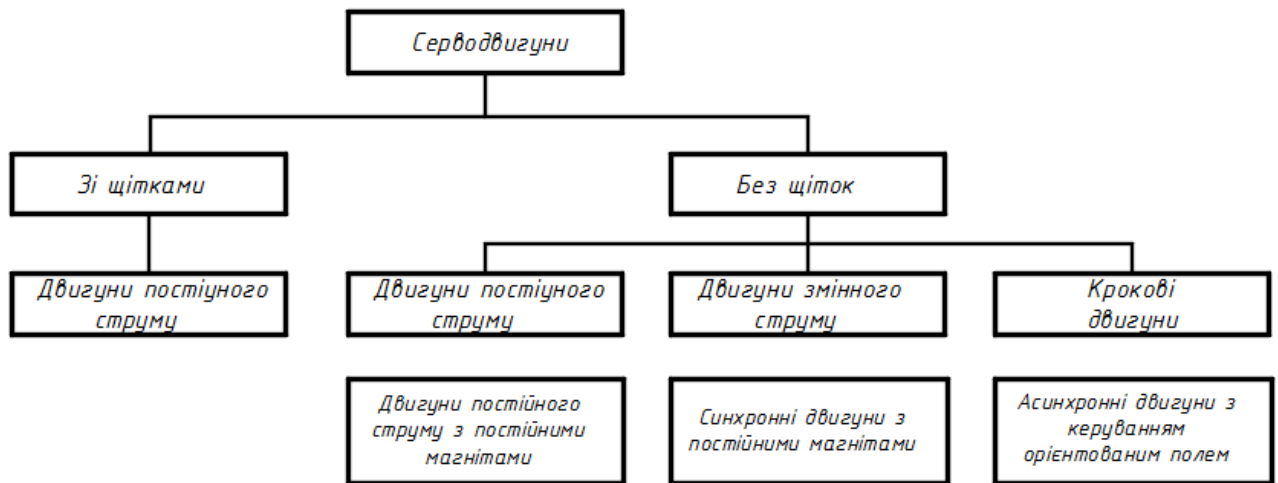 Серводвигуни
Зі щітками
Без щіток
Двигуни постіуного
струму
Двигуни постіуного
струму
Двигуни змінного
струму
Крокові
двигуни
Двигуни постійного
струму з постійними
магнітами
Синхронні двигуни з
постійними магнітами
Асинхронні двигуни з
керуванням
орієнтованим полем